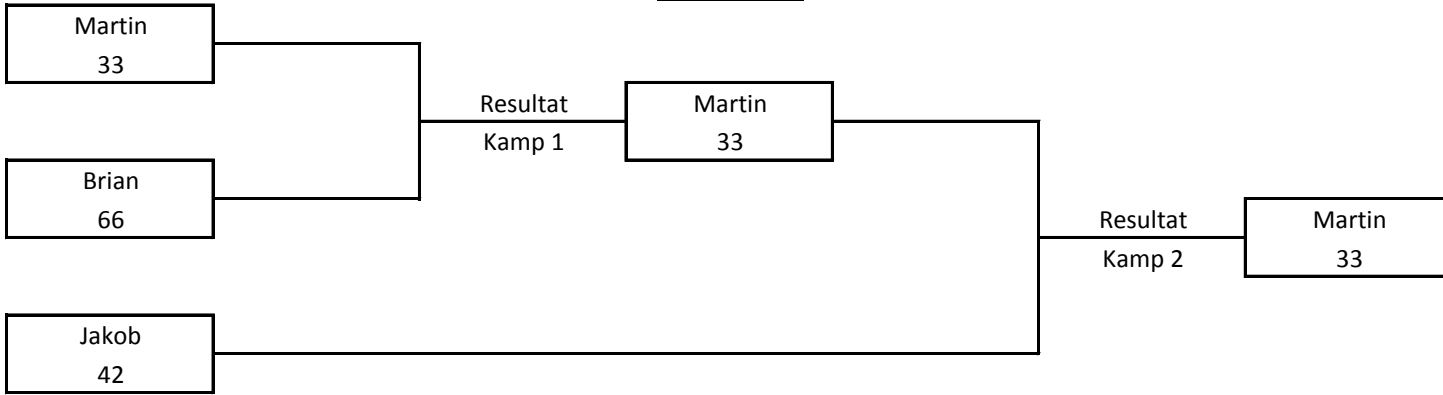 Martin
33
Resultat
Kamp 1
Martin
33
Brian
66
Resultat
Kamp 2
Martin
33
Jakob
42